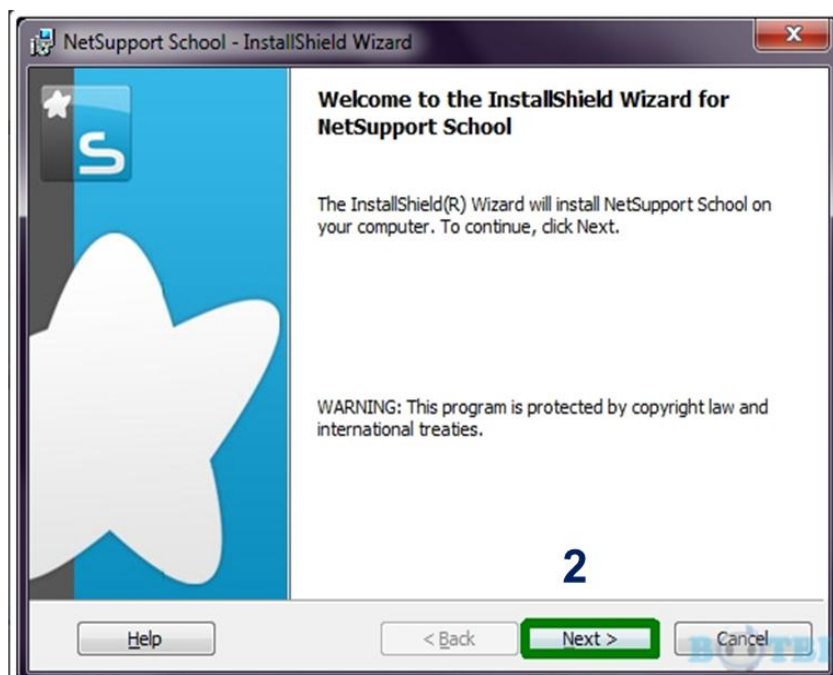 NetSupport School - InstallShield Wizard
x
S
Welcome to the InstallShield Wizard for
NetSupport School
The InstallShield(R) Wizard will install NetSupport School on
your computer. To continue, click Next.
WARNING: This program is protected by copyright law and
international treaties.
2
Help
< Back
Next >
Cancel